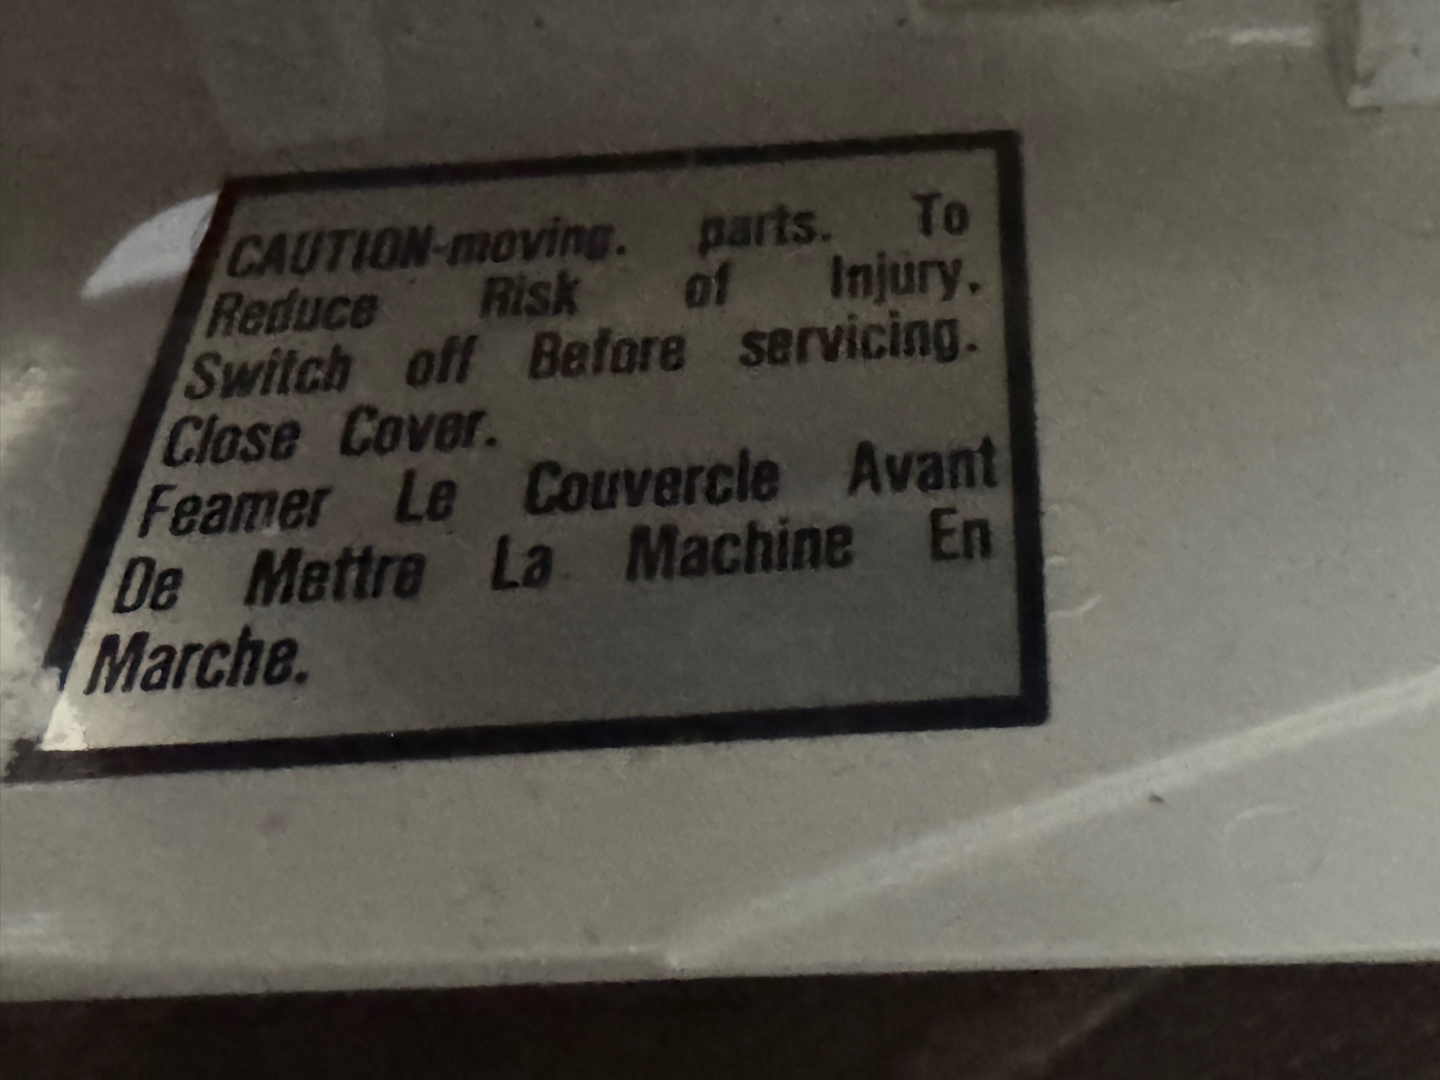 CAUTION-moving. parts. To
Reduce Risk of Injury.
Switch off Before servicing.
Close Cover.
Feamer Le Couvercle Avant
De Mettre La Machine En
Marche.